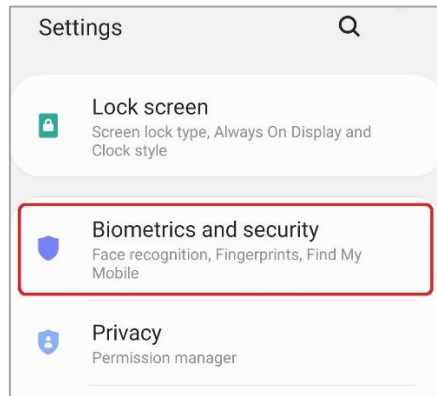 Settings
Lock screen
Screen lock type, Always On Display and
Clock style
Biometrics and security
Face recognition, Fingerprints, Find My
Mobile
Privacy
Permission manager